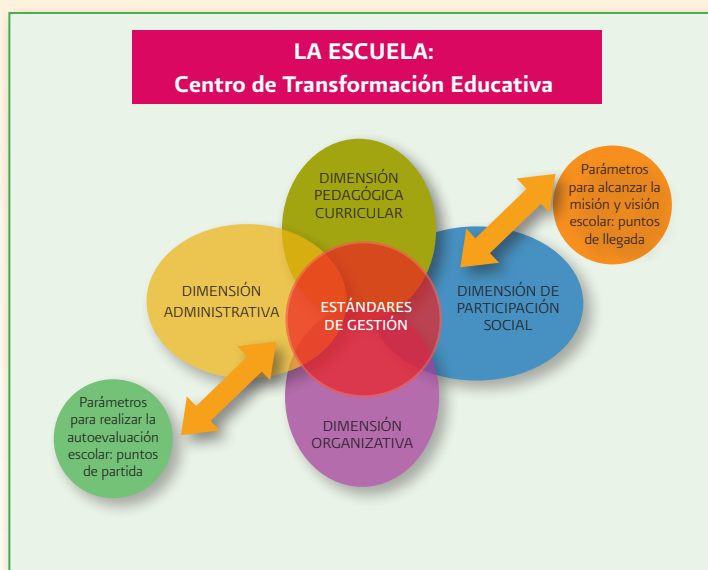 LA ESCUELA:
Centro de Transformación Educativa
DIMENSIÓN
PEDAGÓGICA
CURRICULAR
Parámetros
para alcanzar la
misión y visión
escolar: puntos
de llegada
DIMENSIÓN
ADMINISTRATIVA
ESTÁNDARES
DE GESTIÓN
DIMENSIÓN DE
PARTICIPACIÓN
SOCIAL
Parámetros
para realizar la
autoevaluación
escolar: puntos
de partida
DIMENSIÓN
ORGANIZATIVA